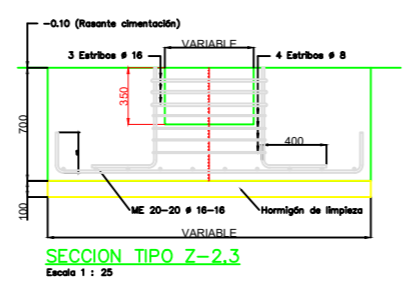 −0.10 (Rasante cimentación)
VARIABLE
3 Estribos ø 16
4 Estribos ø 8
350
700
400
100
ME 20−20 ø 16−16
Hormigón de limpieza
VARIABLE
SECCION TIPO Z−2,3
Escala 1 : 25